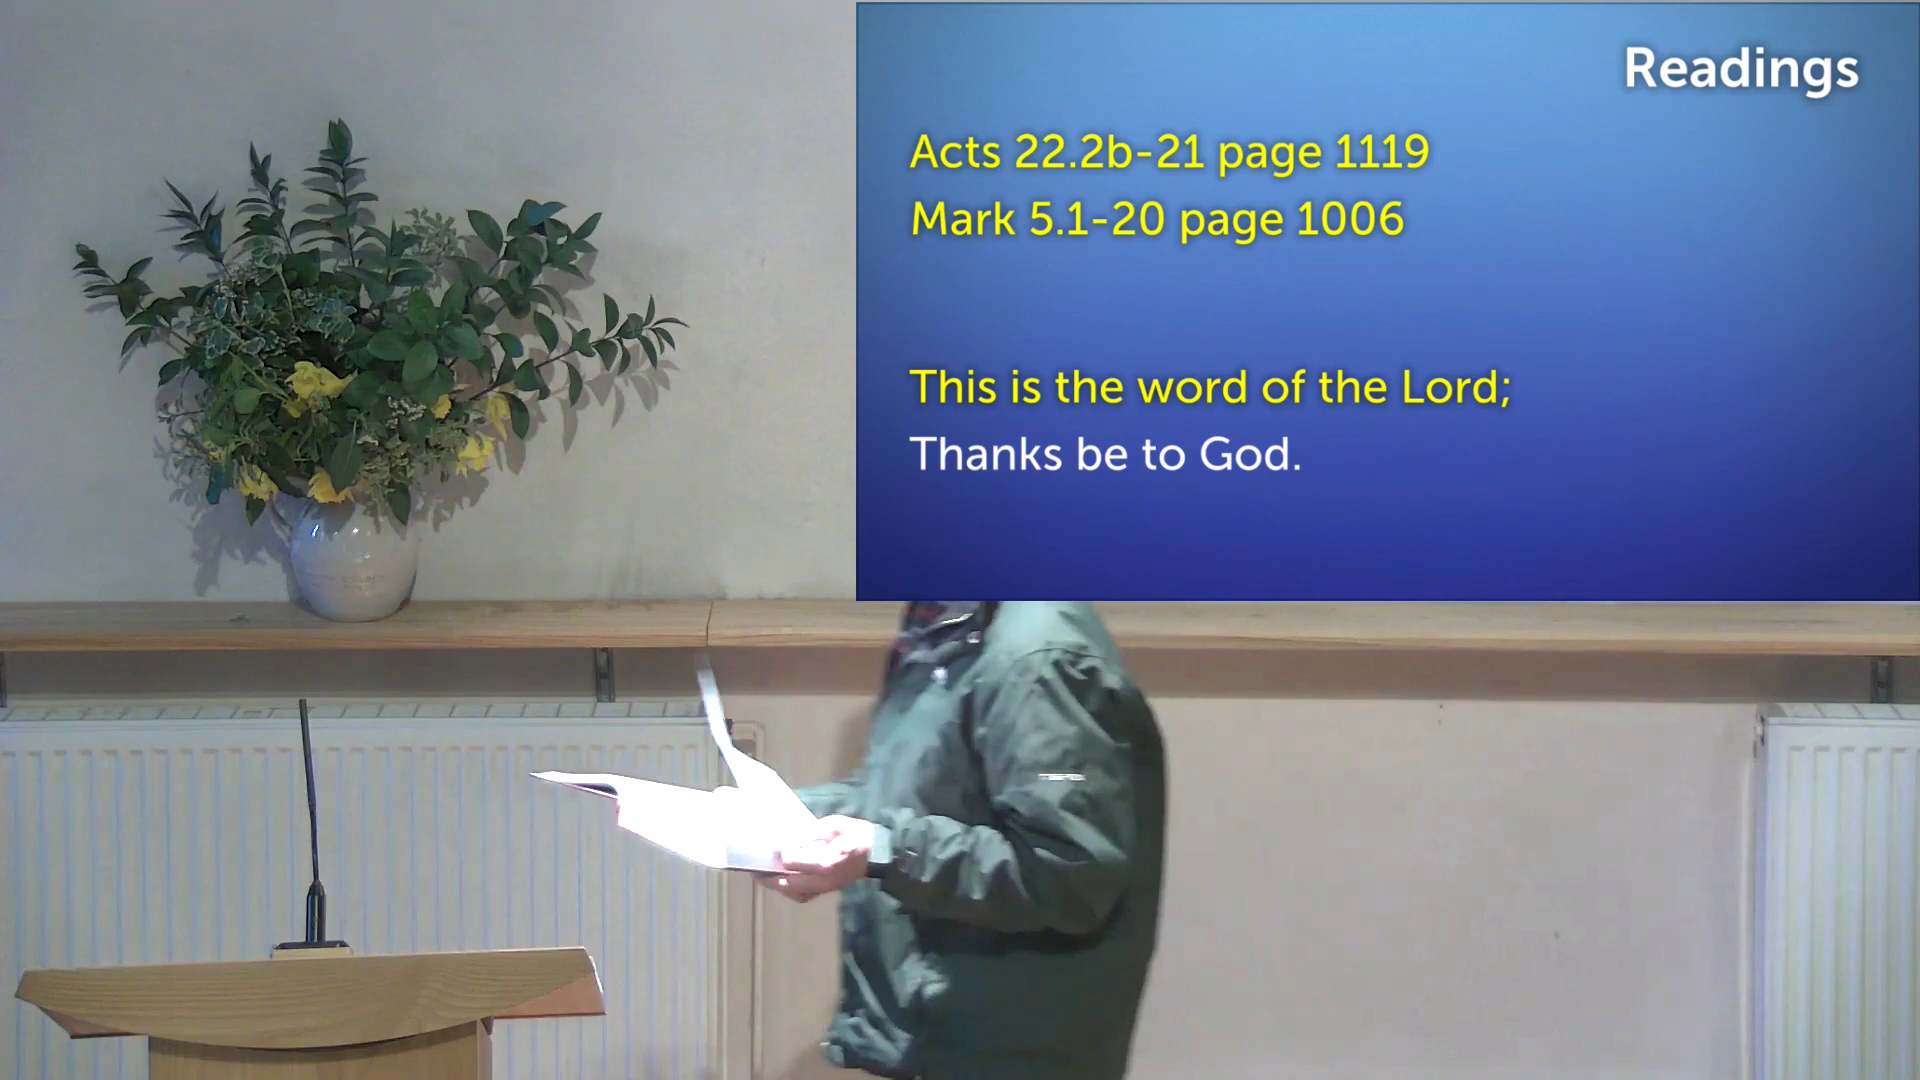 Readings
Acts 22.2b-21 page 1119
Mark 5.1-20 page 1006
This is the word of the Lord;
Thanks be to God.